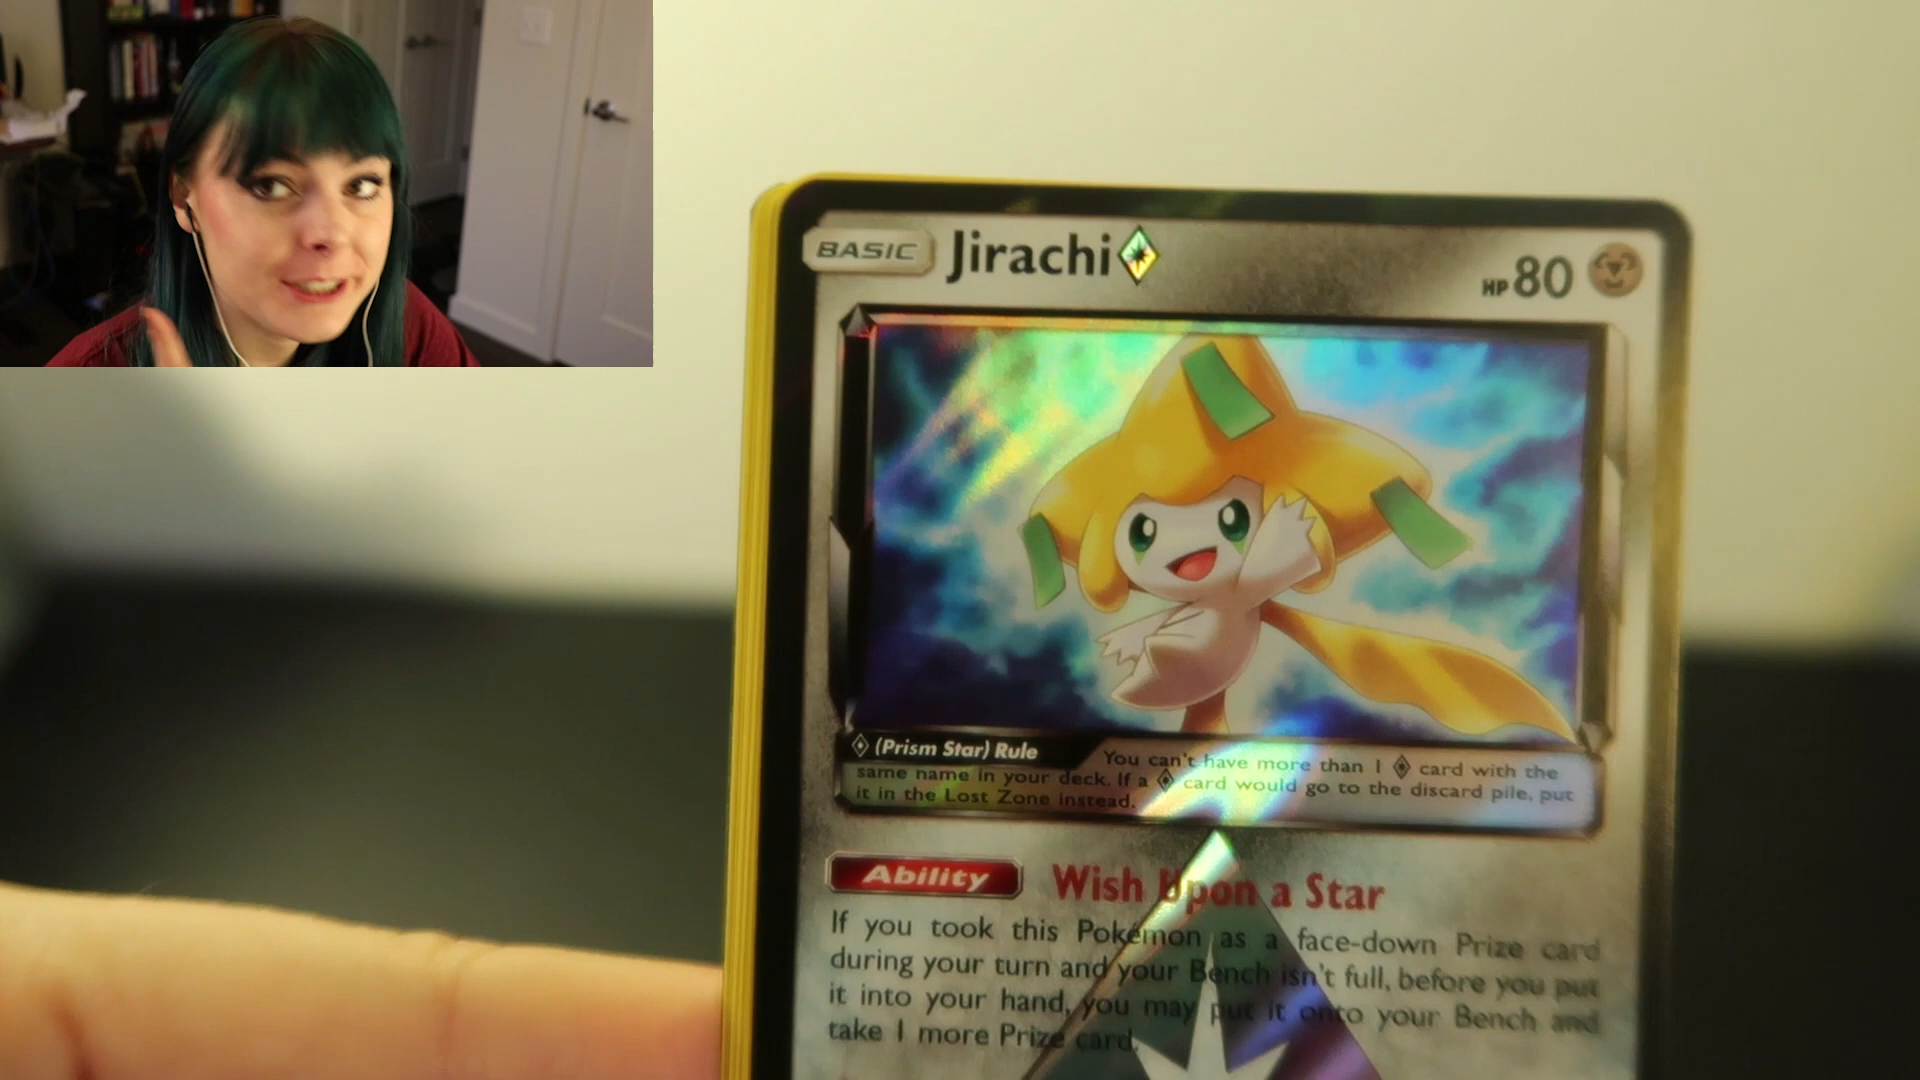 BASIC Jirachi HP 80
(Prism Star) Rule You can't have more than 1 card with the
same name in your deck. If a card would go to the discard pile, put
it in the Lost Zone instead.
Ability Wish Upon a Star
If you took this Pokémon as a face-down Prize card
during your turn and your Bench isn't full, before you put
it into your hand, you may put it onto your Bench and
take 1 more Prize card.